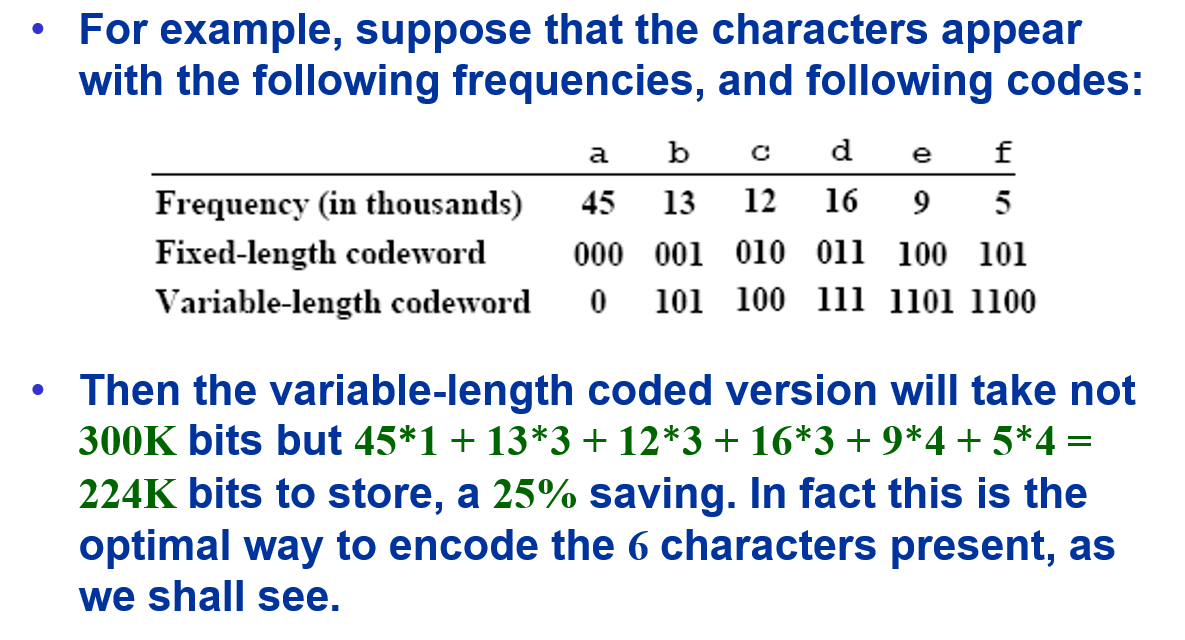 • For example, suppose that the characters appear
with the following frequencies, and following codes:
a b c d e f
Frequency (in thousands) 45 13 12 16 9 5
Fixed-length codeword 000 001 010 011 100 101
Variable-length codeword 0 101 100 111 1101 1100
• Then the variable-length coded version will take not
300K bits but 45*1 + 13*3 + 12*3 + 16*3 + 9*4 + 5*4 =
224K bits to store, a 25% saving. In fact this is the
optimal way to encode the 6 characters present, as
we shall see.